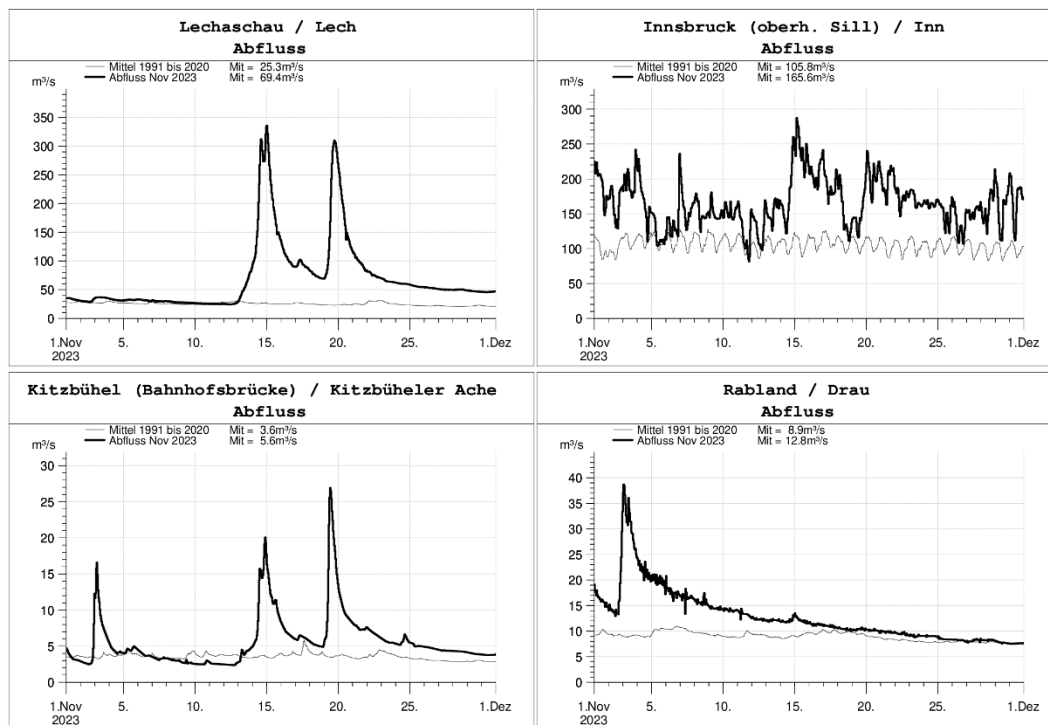 Lechaschau / Lech
Abfluss
m³/s
Mittel 1991 bis 2020 Mit = 25.3m³/s
Abfluss Nov 2023 Mit = 69.4m³/s
350
300
250
200
150
100
50
0
1.Nov 5. 10. 15. 20. 25. 1.Dez
2023
Innsbruck (oberh. Sill) / Inn
Abfluss
m³/s
Mittel 1991 bis 2020 Mit = 105.8m³/s
Abfluss Nov 2023 Mit = 165.6m³/s
300
250
200
150
100
50
0
1.Nov 5. 10. 15. 20. 25. 1.Dez
2023
Kitzbühel (Bahnhofsbrücke) / Kitzbüheler Ache
Abfluss
m³/s
Mittel 1991 bis 2020 Mit = 3.6m³/s
Abfluss Nov 2023 Mit = 5.6m³/s
30
25
20
15
10
5
0
1.Nov 5. 10. 15. 20. 25. 1.Dez
2023
Rabland / Drau
Abfluss
m³/s
Mittel 1991 bis 2020 Mit = 8.9m³/s
Abfluss Nov 2023 Mit = 12.8m³/s
40
35
30
25
20
15
10
5
0
1.Nov 5. 10. 15. 20. 25. 1.Dez
2023